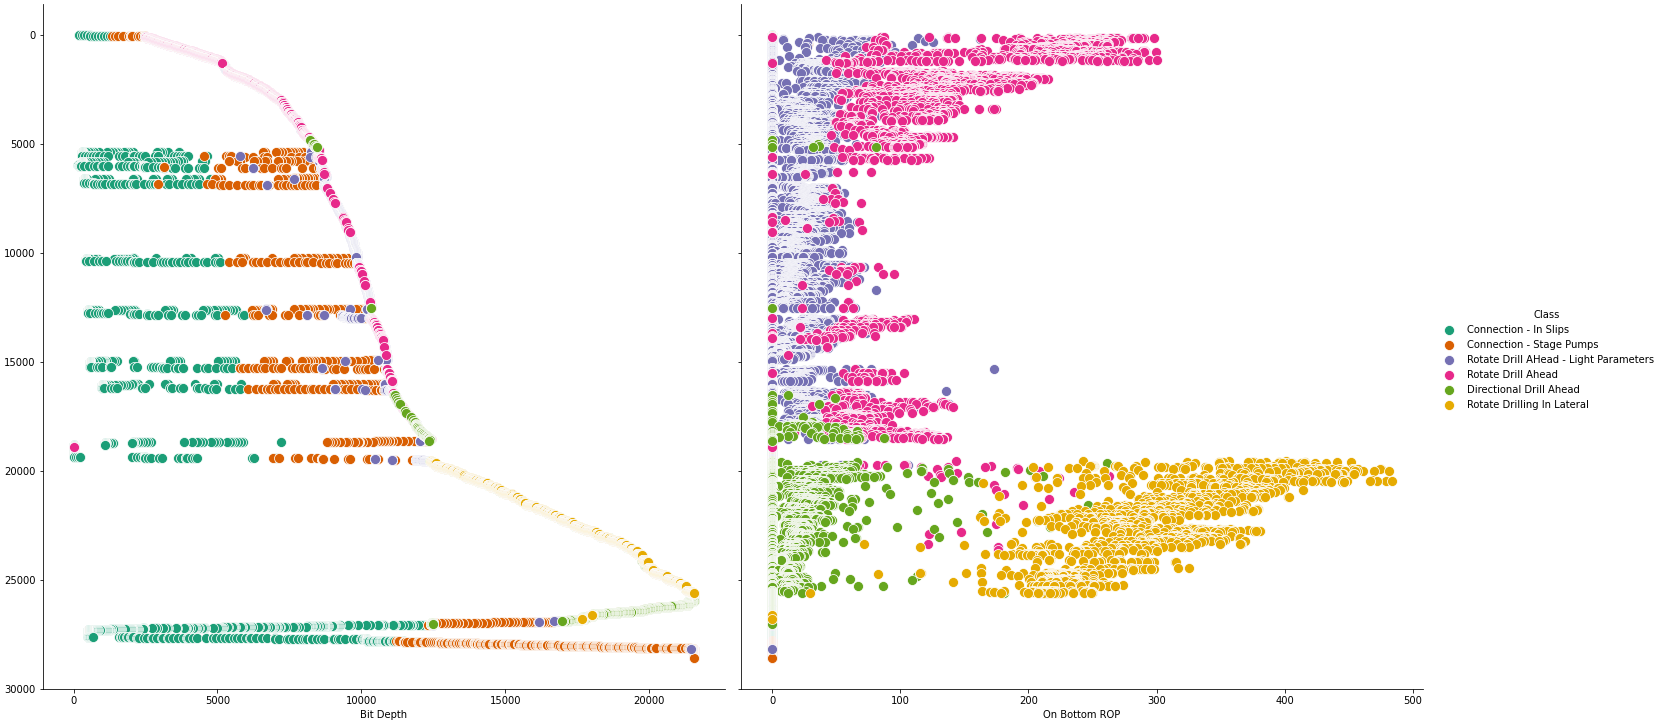 0
5000
10000
15000
20000
25000
30000
0
5000
10000
15000
20000
Bit Depth
0
100
200
300
400
500
On Bottom ROP
Class
Connection - In Slips
Connection - Stage Pumps
Rotate Drill AHead - Light Parameters
Rotate Drill Ahead
Directional Drill Ahead
Rotate Drilling In Lateral